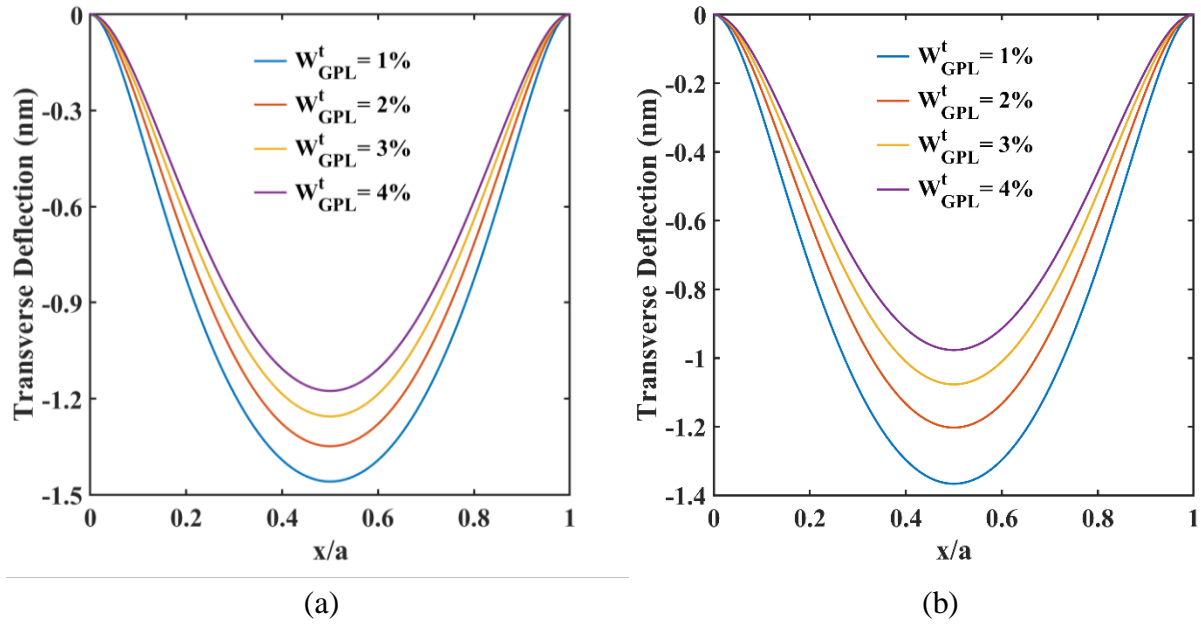 0
-0.3
-0.6
-0.9
-1.2
-1.5
Transverse Deflection (nm)
W^t_GPL = 1%
W^t_GPL = 2%
W^t_GPL = 3%
W^t_GPL = 4%
0 0.2 0.4 0.6 0.8 1
x/a
(a)
0
-0.2
-0.4
-0.6
-0.8
-1
-1.2
-1.4
Transverse Deflection (nm)
W^t_GPL = 1%
W^t_GPL = 2%
W^t_GPL = 3%
W^t_GPL = 4%
0 0.2 0.4 0.6 0.8 1
x/a
(b)